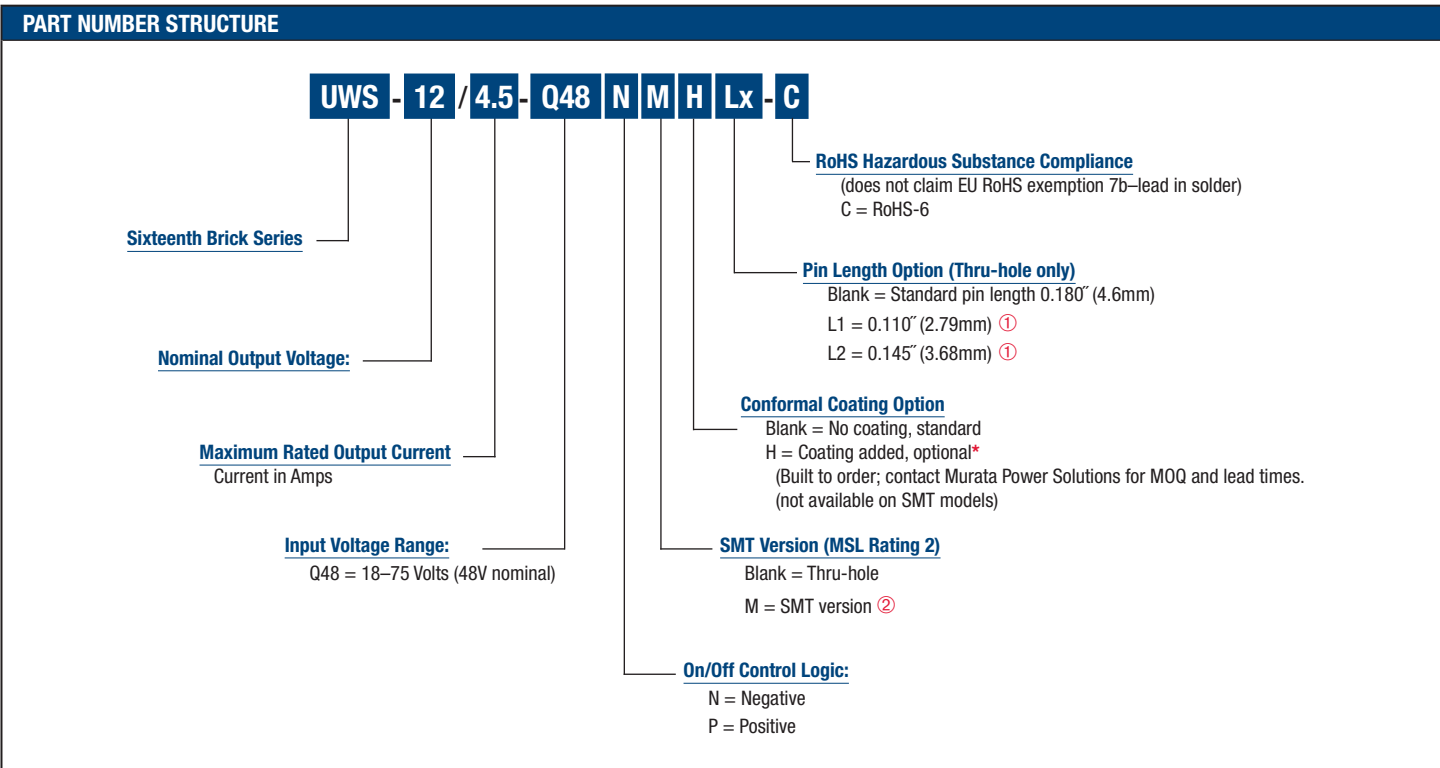 PART NUMBER STRUCTURE
UWS - 12 / 4.5 - Q48 N M H Lx - C
RoHS Hazardous Substance Compliance
(does not claim EU RoHS exemption 7b–lead in solder)
C = RoHS-6
Sixteenth Brick Series
Pin Length Option (Thru-hole only)
Blank = Standard pin length 0.180˝ (4.6mm)
L1 = 0.110˝ (2.79mm) ①
L2 = 0.145˝ (3.68mm) ①
Nominal Output Voltage:
Conformal Coating Option
Blank = No coating, standard
H = Coating added, optional*
(Built to order; contact Murata Power Solutions for MOQ and lead times.
(not available on SMT models)
Maximum Rated Output Current
Current in Amps
Input Voltage Range:
Q48 = 18–75 Volts (48V nominal)
SMT Version (MSL Rating 2)
Blank = Thru-hole
M = SMT version ②
On/Off Control Logic:
N = Negative
P = Positive